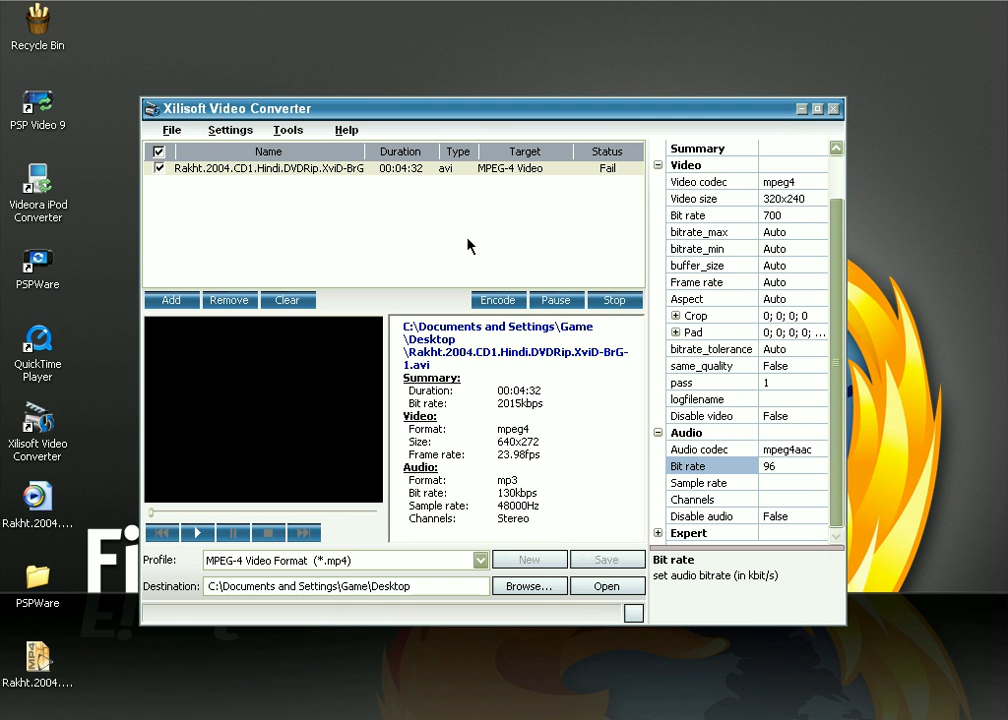 Recycle Bin
PSP Video 9
Videora iPod
Converter
PSPWare
QuickTime
Player
Xilisoft Video
Converter
Rakht.2004....
PSPWare
MP4
Rakht.2004....
Fi
Xilisoft Video Converter
File Settings Tools Help
Name Duration Type Target Status
Rakht.2004.CD1.Hindi.DVDRip.XviD-BrG 00:04:32 avi MPEG-4 Video Fail
Add Remove Clear Encode Pause Stop
C:\Documents and Settings\Game
\Desktop
\Rakht.2004.CD1.Hindi.DVDRip.XviD-BrG-
1.avi
Summary:
Duration: 00:04:32
Bit rate: 2015kbps
Video:
Format: mpeg4
Size: 640x272
Frame rate: 23.98fps
Audio:
Format: mp3
Bit rate: 130kbps
Sample rate: 48000Hz
Channels: Stereo
Profile: MPEG-4 Video Format (*.mp4) New Save
Destination: C:\Documents and Settings\Game\Desktop Browse... Open
Summary
Video
Video codec mpeg4
Video size 320x240
Bit rate 700
bitrate_max Auto
bitrate_min Auto
buffer_size Auto
Frame rate Auto
Aspect Auto
Crop 0; 0; 0; 0
Pad 0; 0; 0; ...
bitrate_tolerance Auto
same_quality False
pass 1
logfilename
Disable video False
Audio
Audio codec mpeg4aac
Bit rate 96
Sample rate
Channels
Disable audio False
Expert
Bit rate
set audio bitrate (in kbit/s)